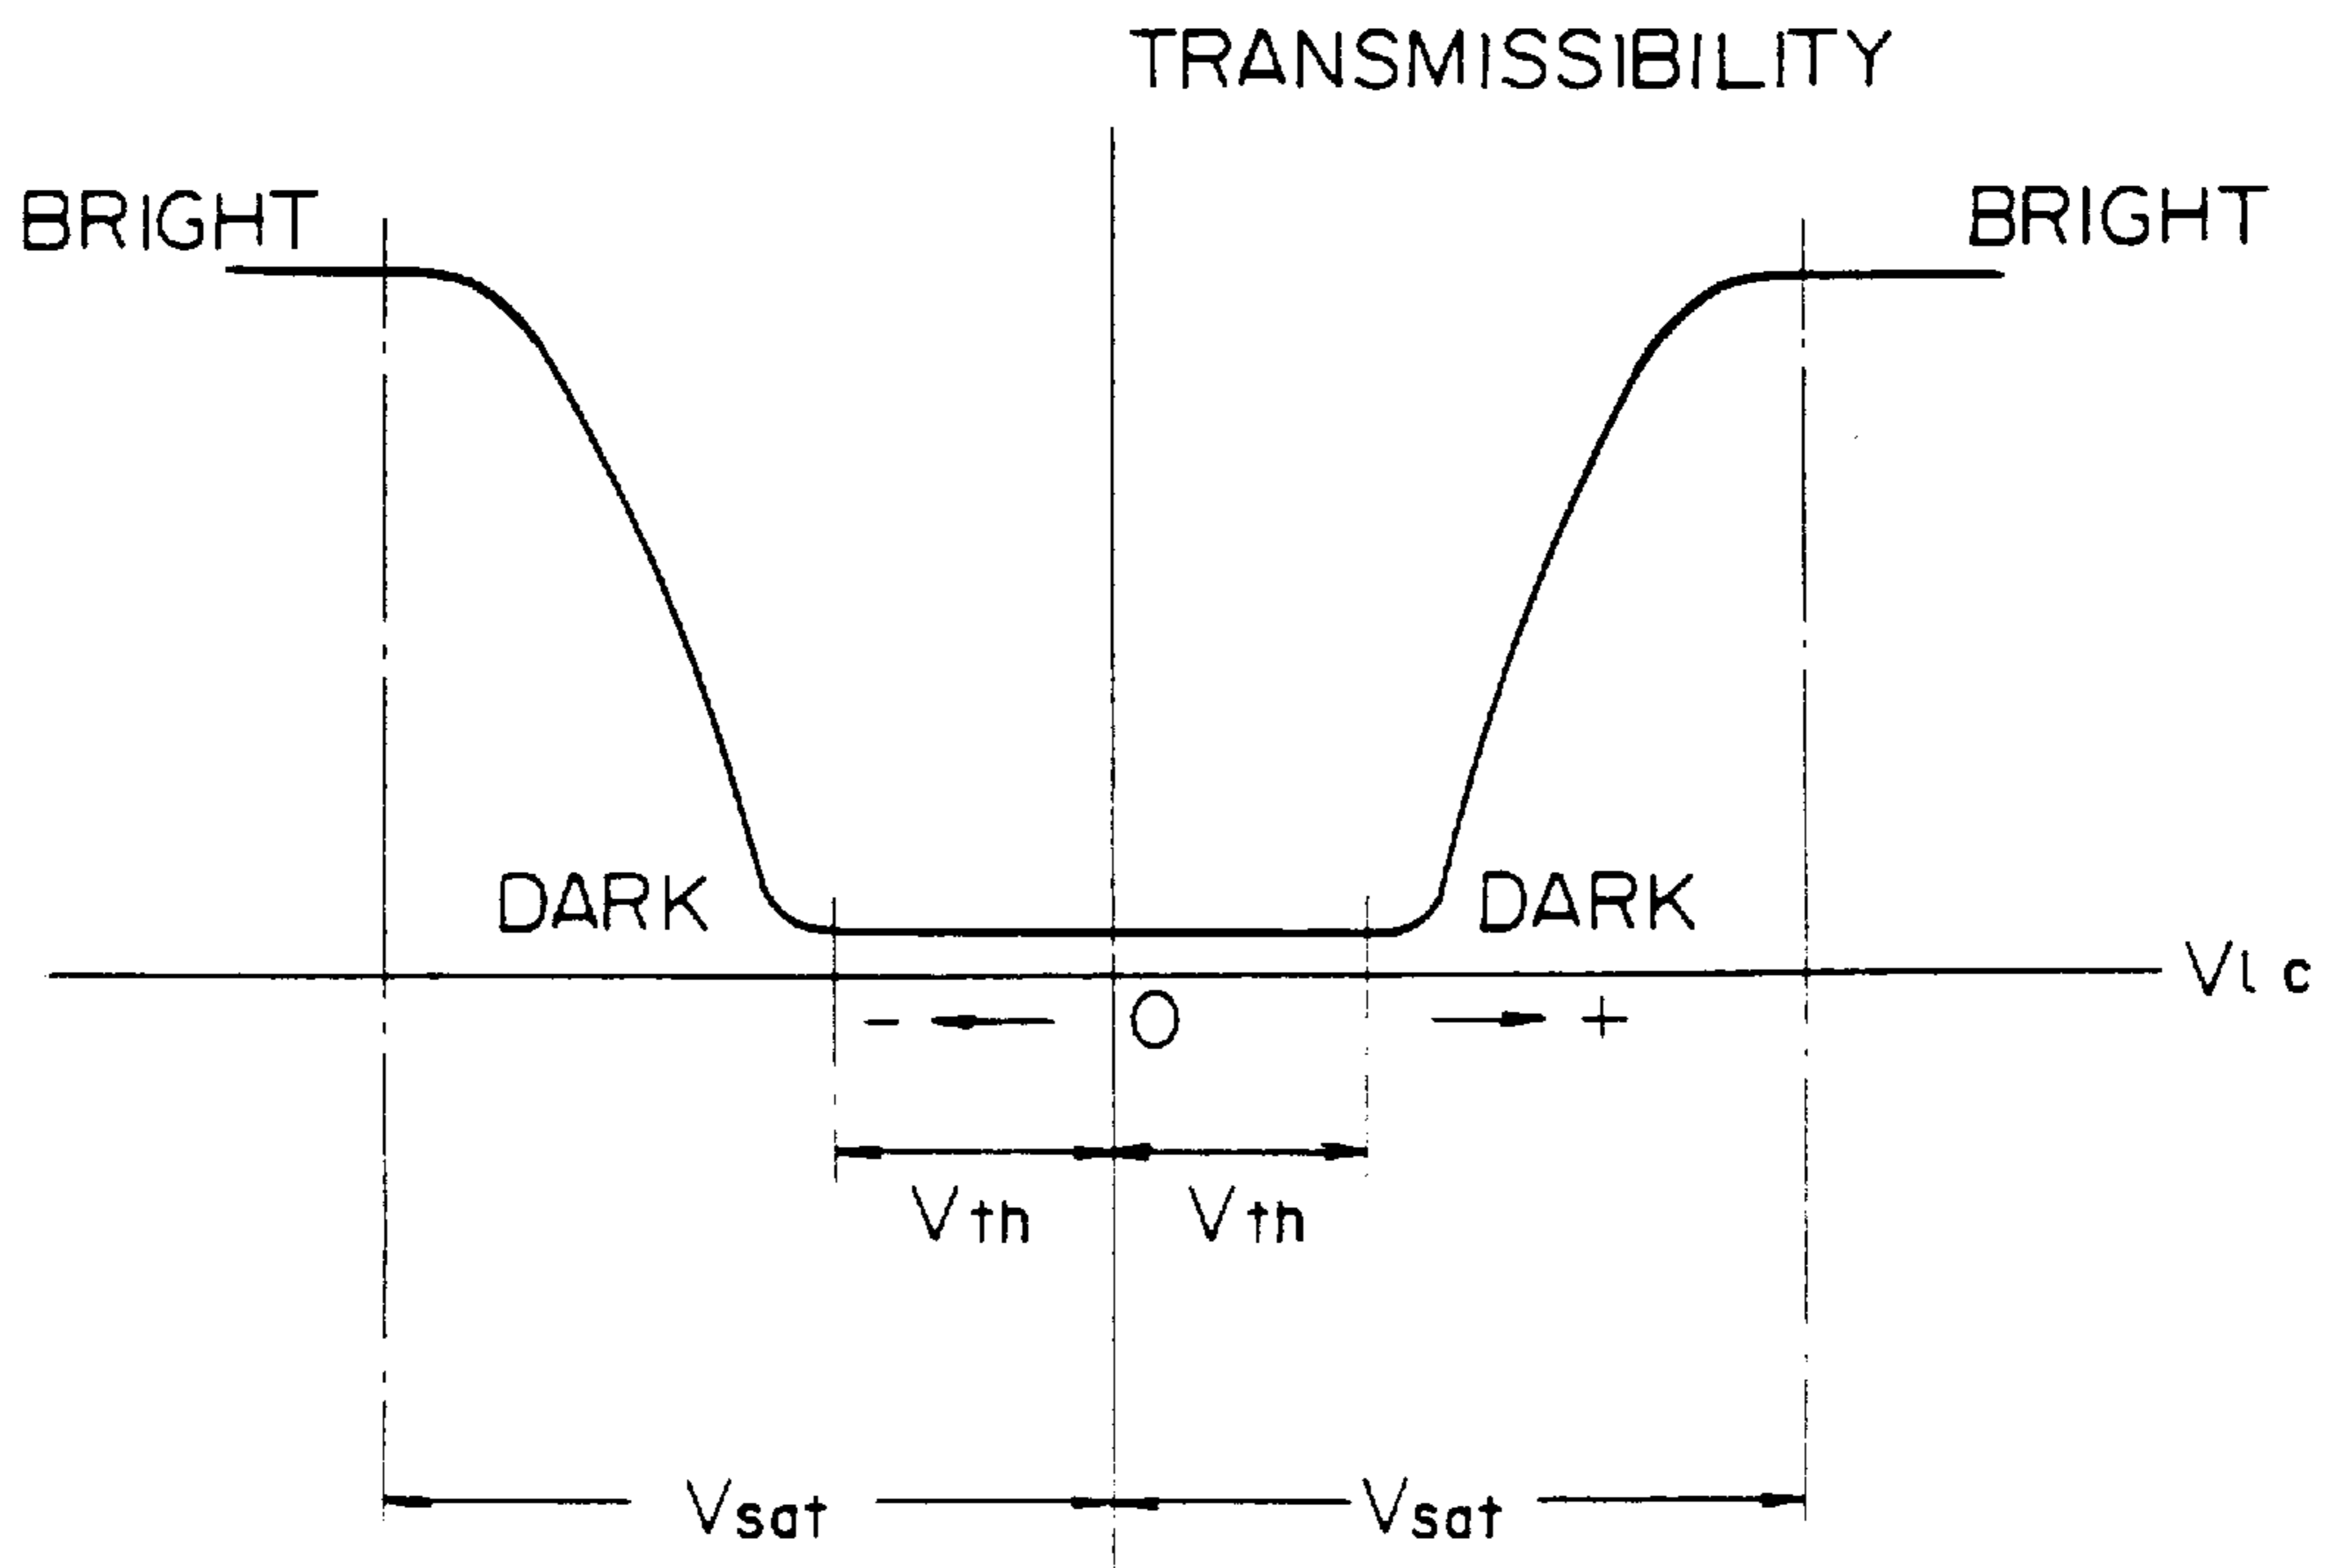 TRANSMISSIBILITY
BRIGHT
BRIGHT
DARK
DARK
Vlc
- O +
Vth Vth
Vsat Vsat